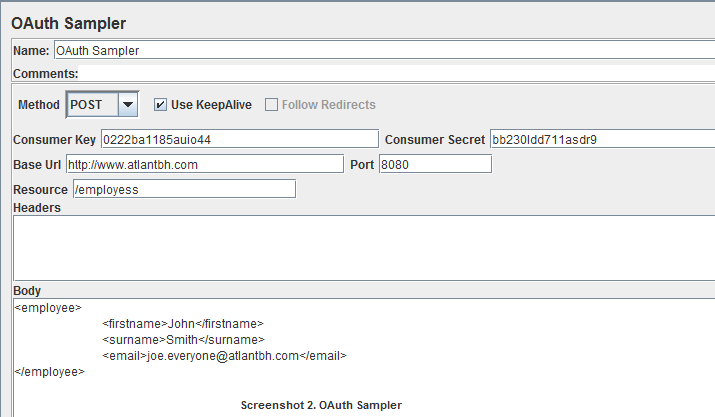 OAuth Sampler
Name: OAuth Sampler
Comments:
Method POST Use KeepAlive Follow Redirects
Consumer Key 0222ba1185auio44 Consumer Secret bb230ldd711asdr9
Base Url http://www.atlantbh.com Port 8080
Resource /employess
Headers
Body
<employee>
<firstname>John</firstname>
<surname>Smith</surname>
<email>joe.everyone@atlantbh.com</email>
</employee>
Screenshot 2. OAuth Sampler